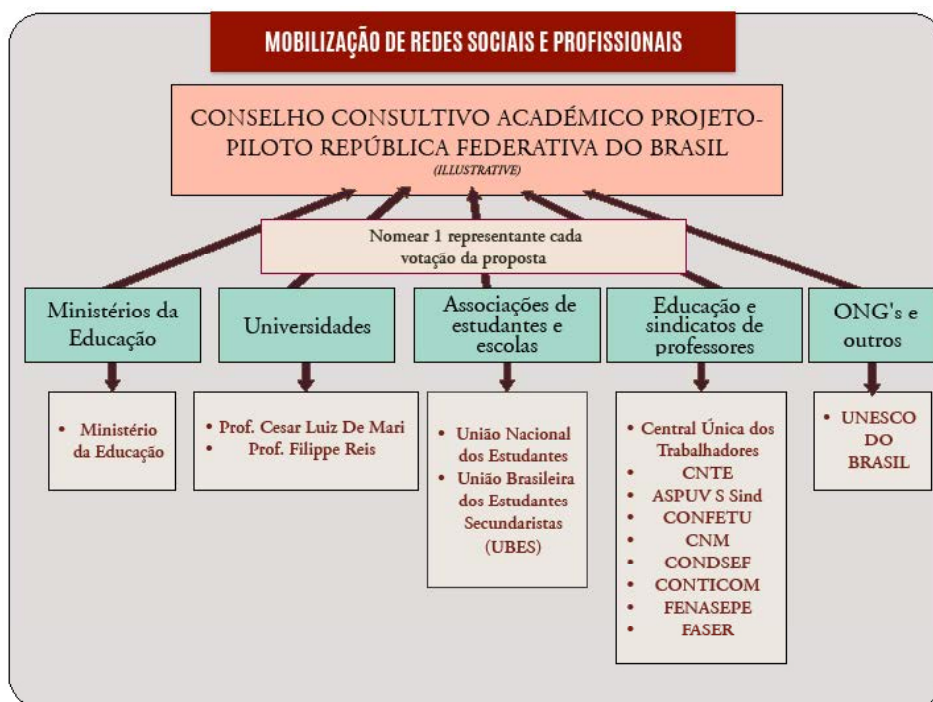 MOBILIZAÇÃO DE REDES SOCIAIS E PROFISSIONAIS
CONSELHO CONSULTIVO ACADÉMICO PROJETO-
PILOTO REPÚBLICA FEDERATIVA DO BRASIL
(ILLUSTRATIVE)
Nomear 1 representante cada
votação da proposta
Ministérios da
Educação
Universidades
Associações de
estudantes e
escolas
Educação e
sindicatos de
professores
ONG's e
outros
• Ministério
da Educação
• Prof. Cesar Luiz De Mari
• Prof. Filippe Reis
• União Nacional
dos Estudantes
• União Brasileira
dos Estudantes
Secundaristas
(UBES)
• Central Única dos
Trabalhadores
• CNTE
• ASPUV S Sind
• CONFETU
• CNM
• CONDSEF
• CONTICOM
• FENASEPE
• FASER
• UNESCO
DO
BRASIL